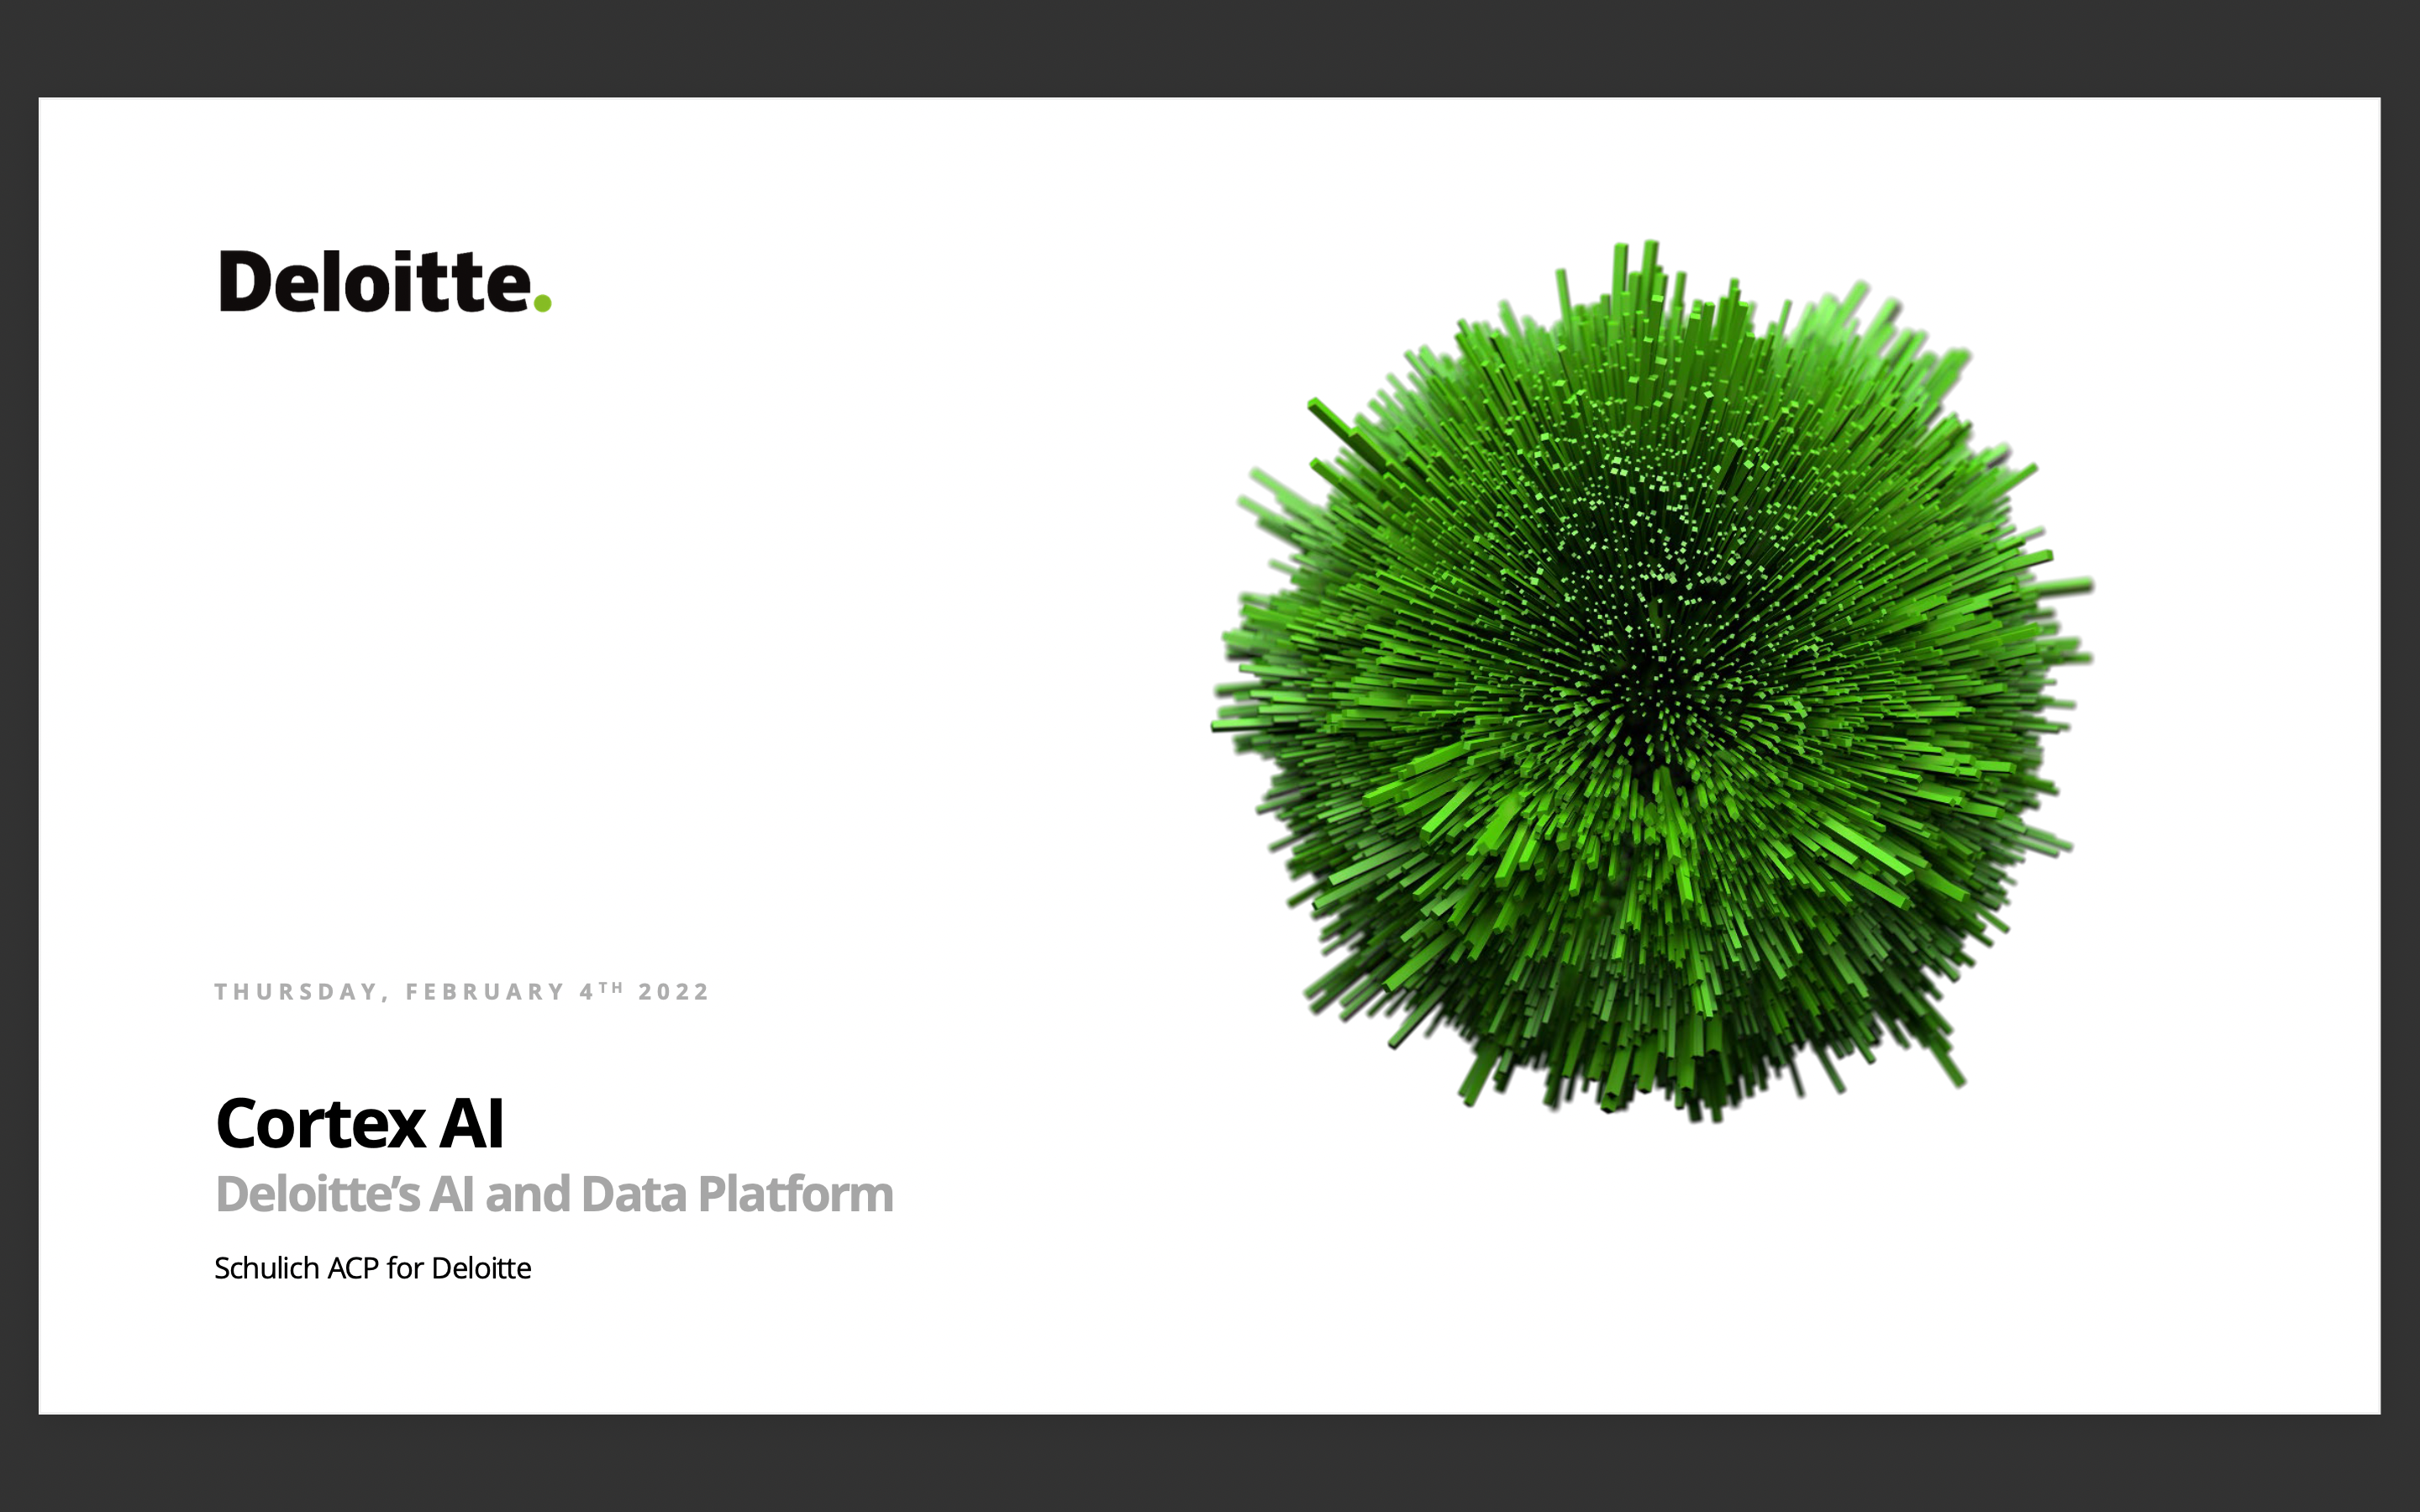 Deloitte.
THURSDAY, FEBRUARY 4TH 2022
Cortex AI
Deloitte’s AI and Data Platform
Schulich ACP for Deloitte